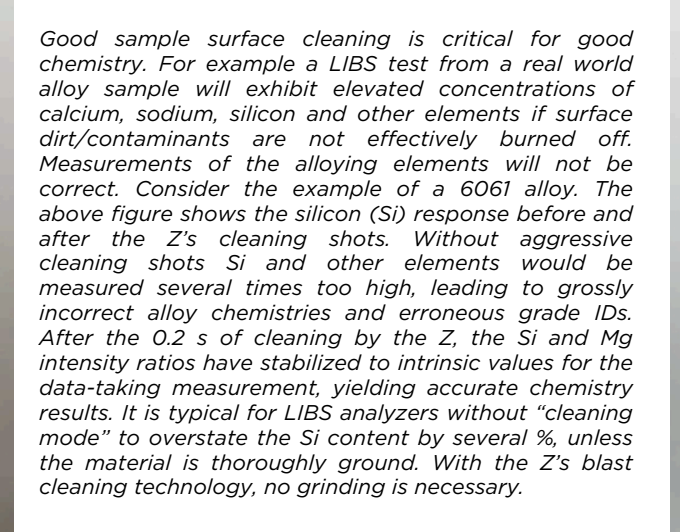 Good sample surface cleaning is critical for good
chemistry. For example a LIBS test from a real world
alloy sample will exhibit elevated concentrations of
calcium, sodium, silicon and other elements if surface
dirt/contaminants are not effectively burned off.
Measurements of the alloying elements will not be
correct. Consider the example of a 6061 alloy. The
above figure shows the silicon (Si) response before and
after the Z’s cleaning shots. Without aggressive
cleaning shots Si and other elements would be
measured several times too high, leading to grossly
incorrect alloy chemistries and erroneous grade IDs.
After the 0.2 s of cleaning by the Z, the Si and Mg
intensity ratios have stabilized to intrinsic values for the
data-taking measurement, yielding accurate chemistry
results. It is typical for LIBS analyzers without “cleaning
mode” to overstate the Si content by several %, unless
the material is thoroughly ground. With the Z’s blast
cleaning technology, no grinding is necessary.